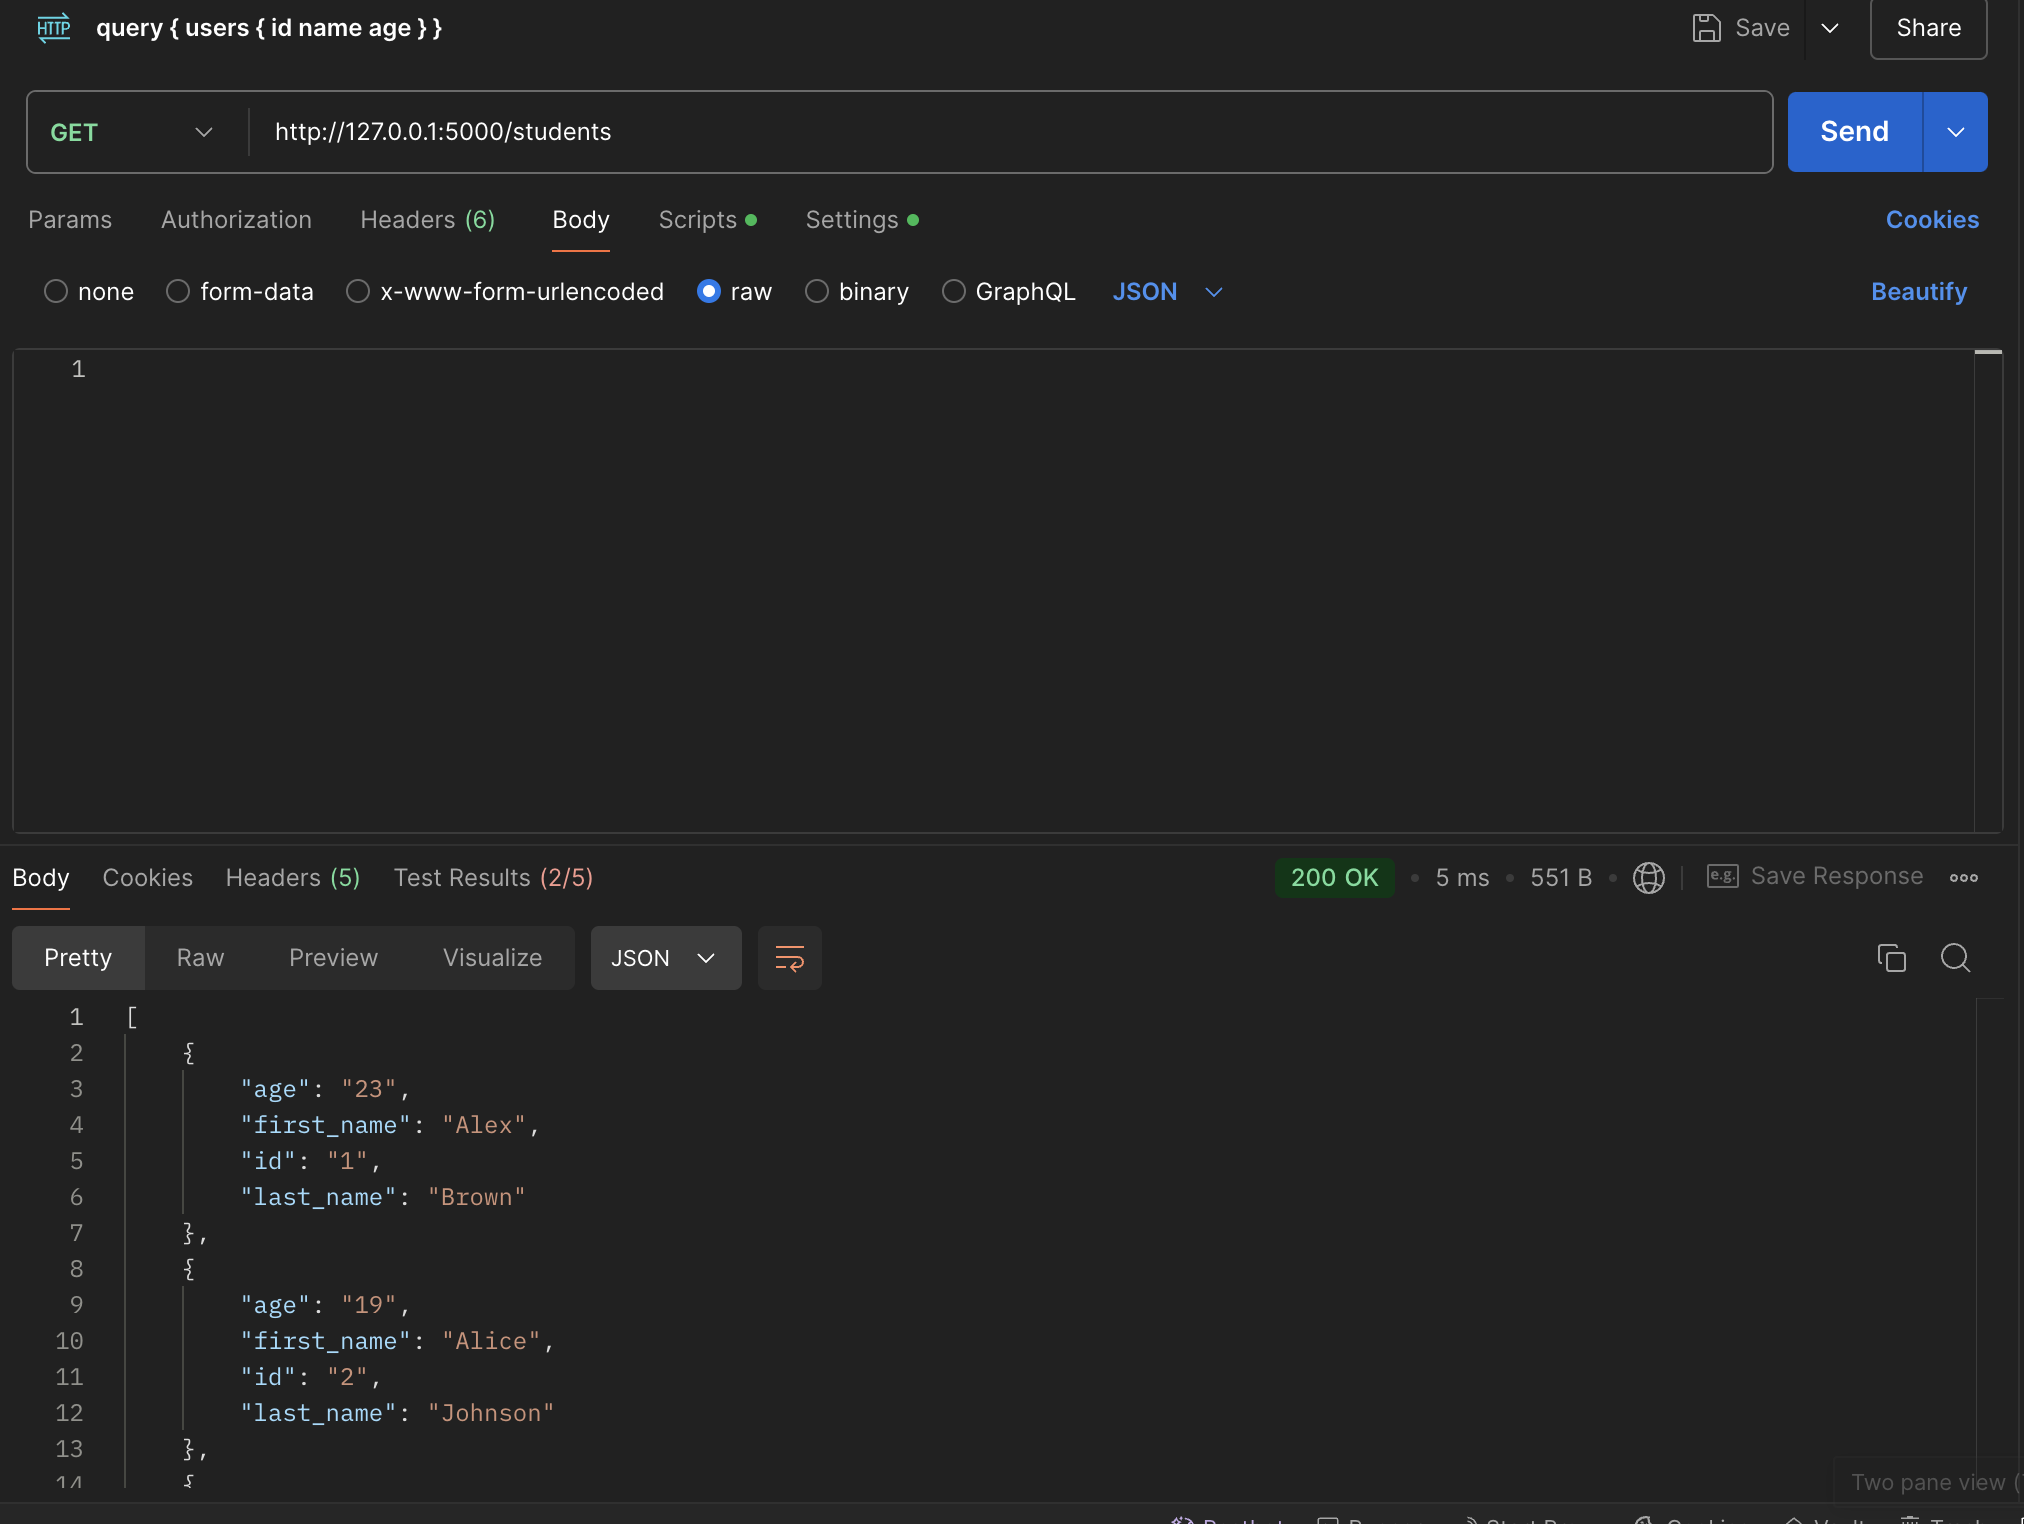 HTTP query { users { id name age } } Save Share
GET http://127.0.0.1:5000/students Send
Params Authorization Headers (6) Body Scripts Settings Cookies
none form-data x-www-form-urlencoded raw binary GraphQL JSON Beautify
1
Body Cookies Headers (5) Test Results (2/5) 200 OK 5 ms 551 B e.g. Save Response
Pretty Raw Preview Visualize JSON
1 [
2 {
3 "age": "23",
4 "first_name": "Alex",
5 "id": "1",
6 "last_name": "Brown"
7 },
8 {
9 "age": "19",
10 "first_name": "Alice",
11 "id": "2",
12 "last_name": "Johnson"
13 },
14 {
Two pane view (